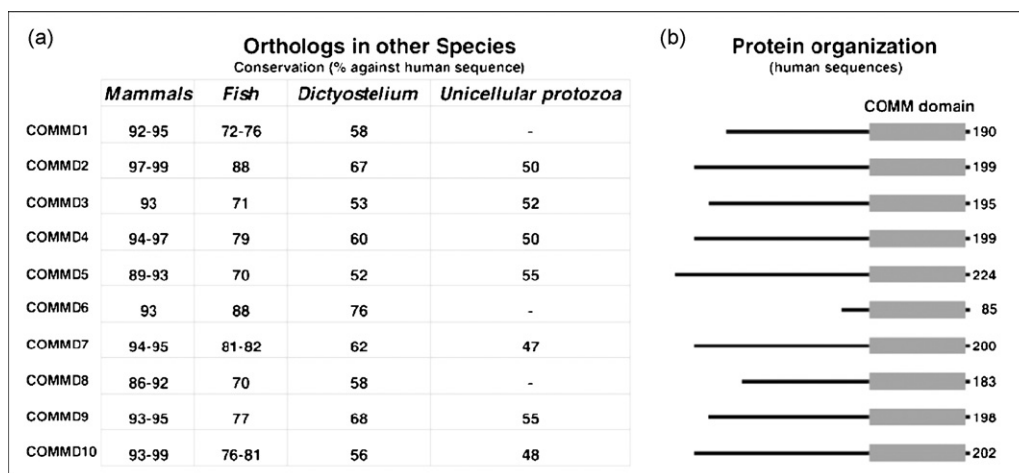 (a)
Orthologs in other Species
Conservation (% against human sequence)
Mammals Fish Dictyostelium Unicellular protozoa
COMMD1 92-95 72-76 58 -
COMMD2 97-99 88 67 50
COMMD3 93 71 53 52
COMMD4 94-97 79 60 50
COMMD5 89-93 70 52 55
COMMD6 93 88 76 -
COMMD7 94-95 81-82 62 47
COMMD8 86-92 70 58 -
COMMD9 93-95 77 68 55
COMMD10 93-99 76-81 56 48
(b)
Protein organization
(human sequences)
COMM domain
190
199
195
199
224
85
200
183
198
202